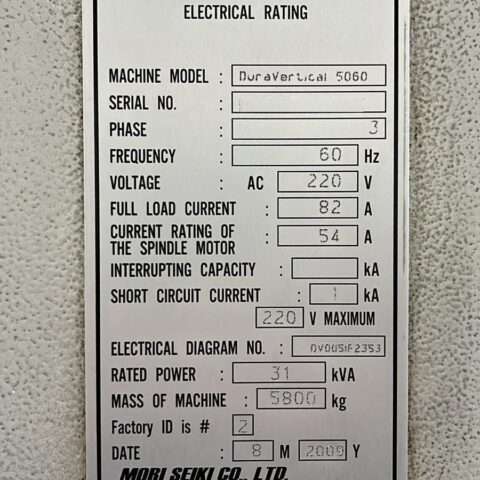 ELECTRICAL RATING
MACHINE MODEL : DuraVertical 5060
SERIAL NO. :
PHASE : 3
FREQUENCY : 60 Hz
VOLTAGE : AC 220 V
FULL LOAD CURRENT : 82 A
CURRENT RATING OF
THE SPINDLE MOTOR : 54 A
INTERRUPTING CAPACITY : kA
SHORT CIRCUIT CURRENT : 1 kA
220 V MAXIMUM
ELECTRICAL DIAGRAM NO. :
RATED POWER : 31 kVA
MASS OF MACHINE : 5800 kg
Factory ID is # 2
DATE 8 M 2009 Y
MORI SEIKI CO., LTD.